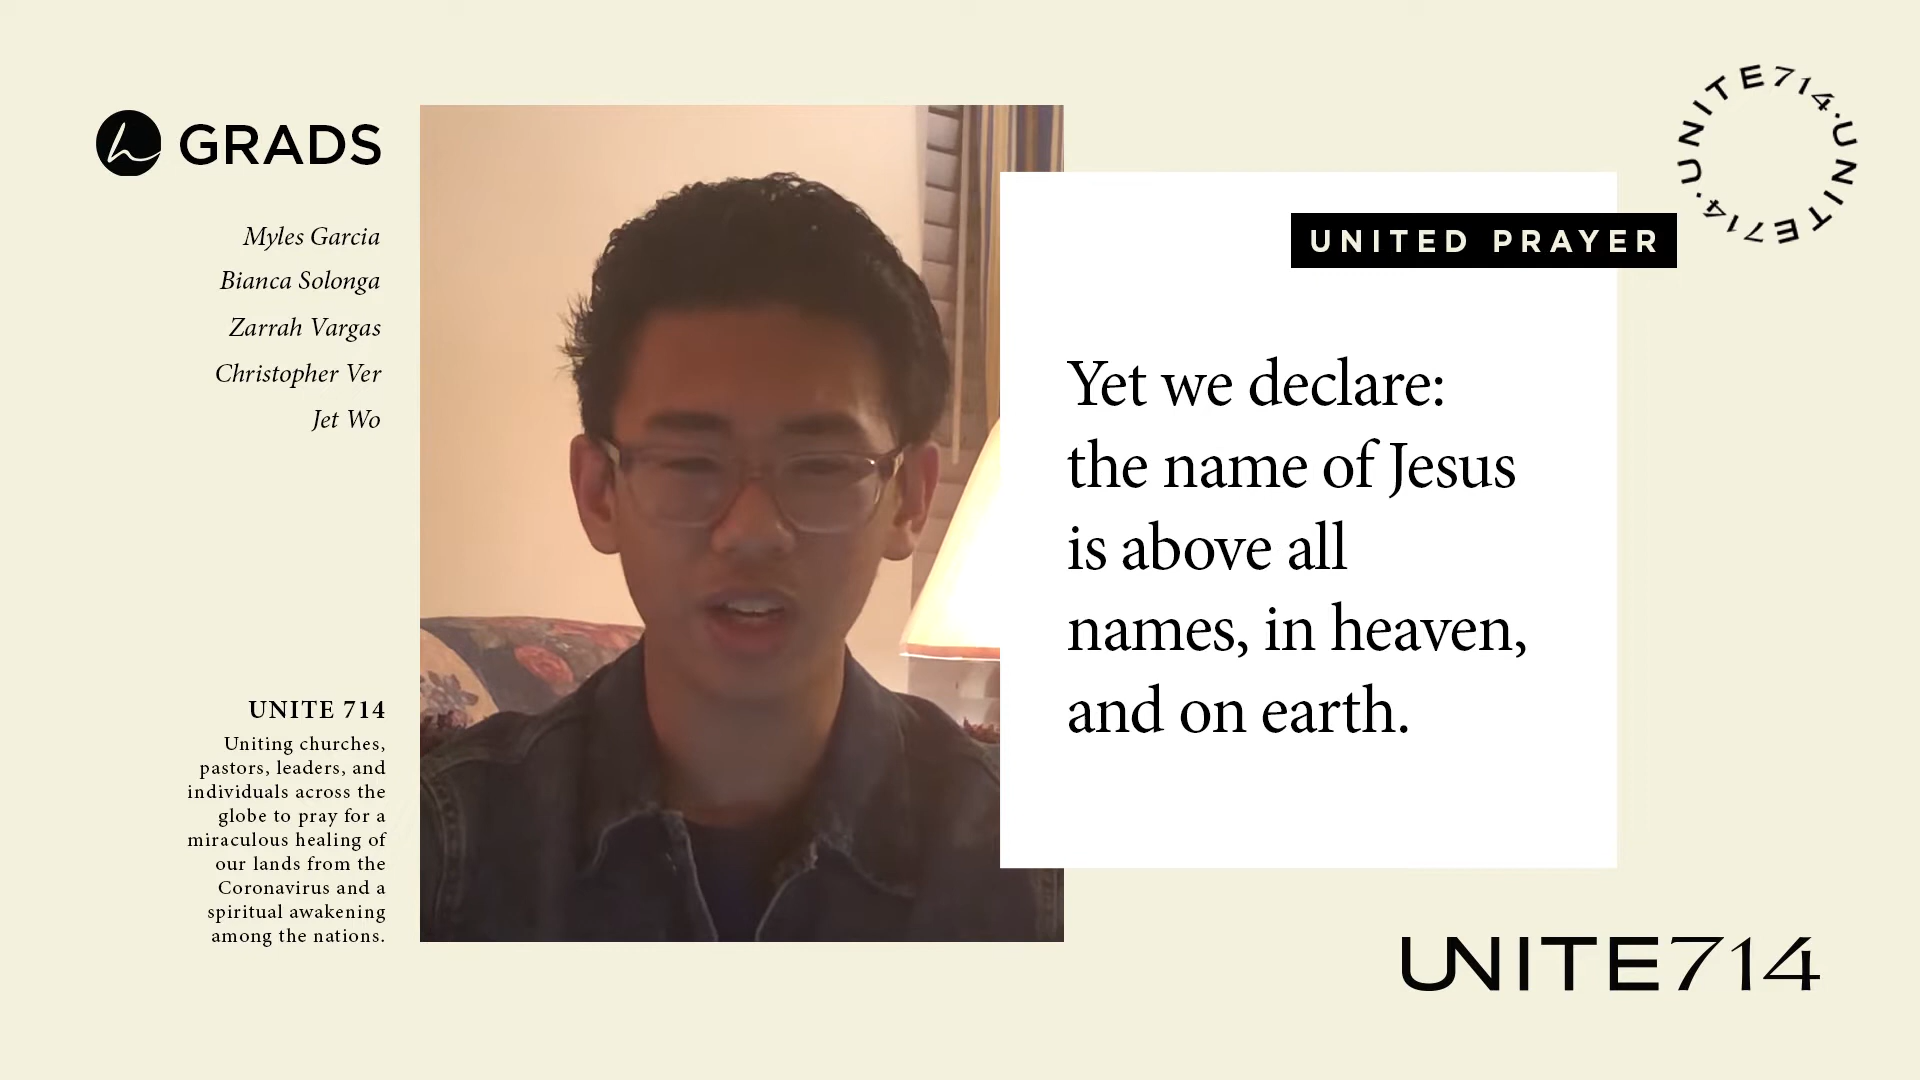 GRADS
Myles Garcia
Bianca Solonga
Zarrah Vargas
Christopher Ver
Jet Wo
UNITE 714
Uniting churches,
pastors, leaders, and
individuals across the
globe to pray for a
miraculous healing of
our lands from the
Coronavirus and a
spiritual awakening
among the nations.
UNITED PRAYER
Yet we declare:
the name of Jesus
is above all
names, in heaven,
and on earth.
UNITE714·UNITE714·
UNITE714